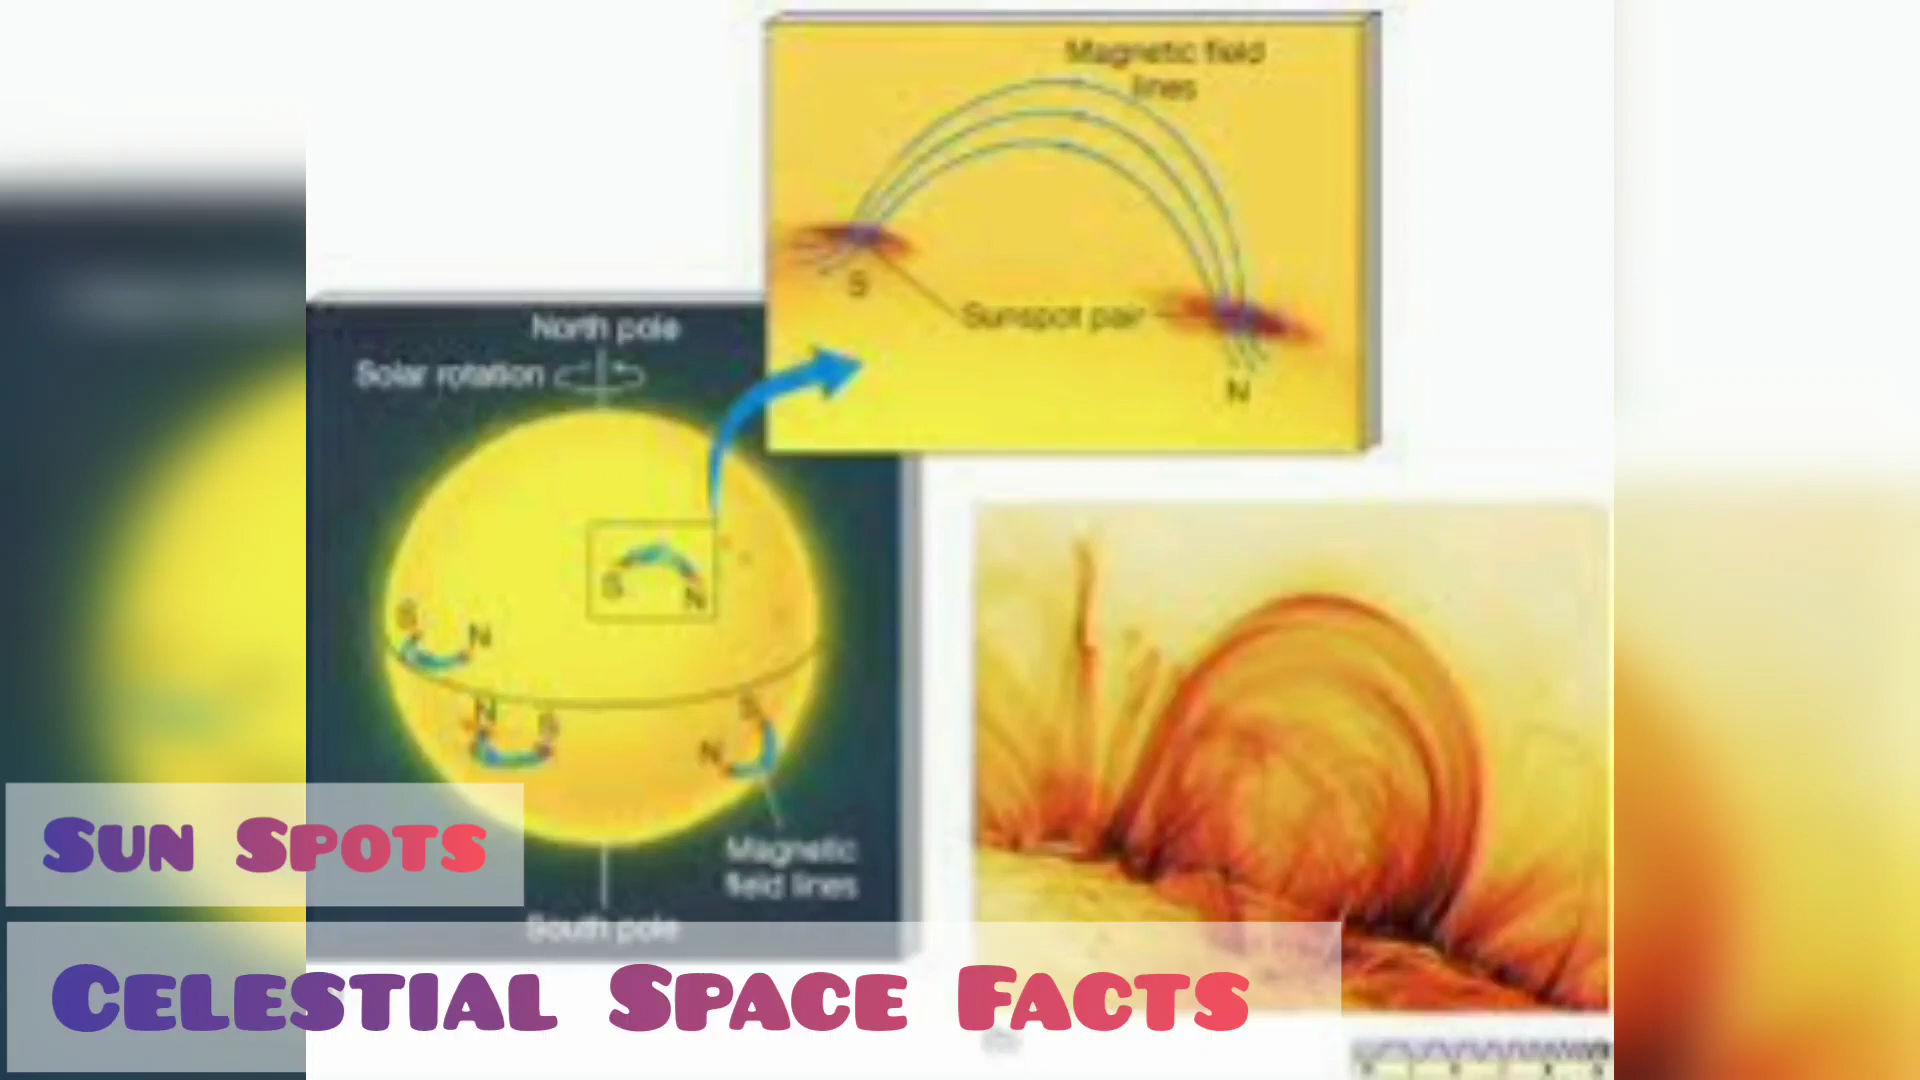 Magnetic field
lines
S
Sunspot pair
N
North pole
Solar rotation
S
N
S
N
N
S
S
N
Magnetic
field lines
South pole
Sun Spots
Celestial Space Facts